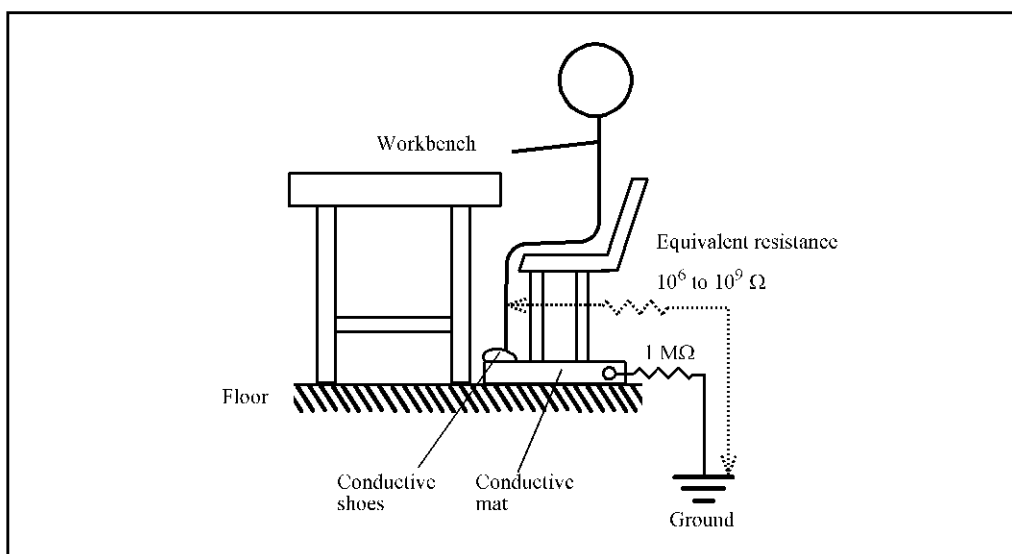 Workbench
Equivalent resistance
10⁶ to 10⁹ Ω
1 MΩ
Floor
Conductive
shoes
Conductive
mat
Ground